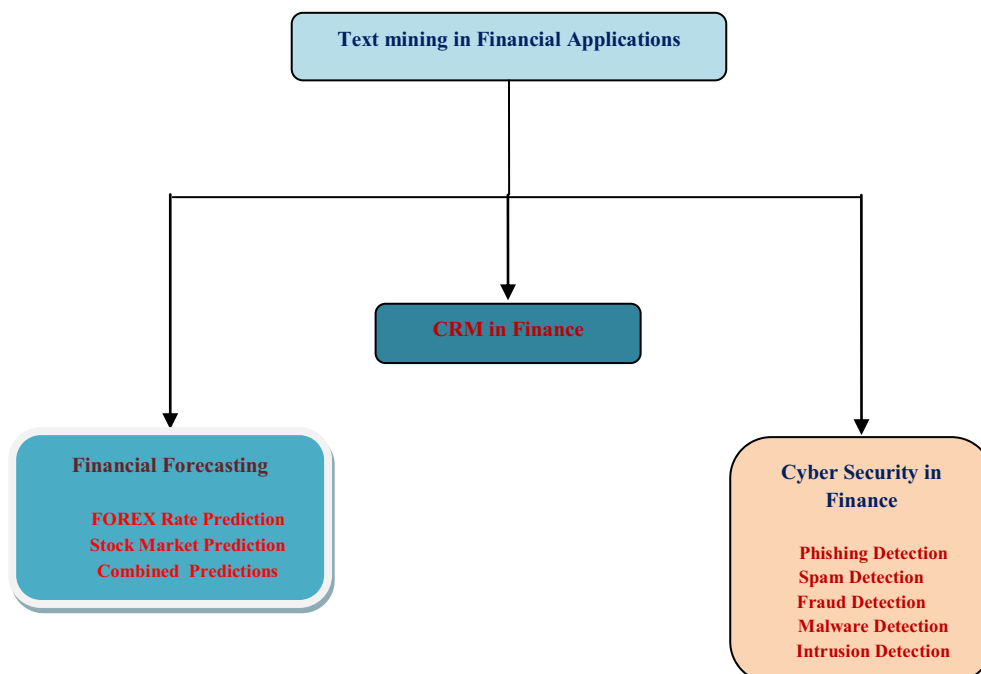 Text mining in Financial Applications
CRM in Finance
Financial Forecasting
FOREX Rate Prediction
Stock Market Prediction
Combined Predictions
Cyber Security in
Finance
Phishing Detection
Spam Detection
Fraud Detection
Malware Detection
Intrusion Detection